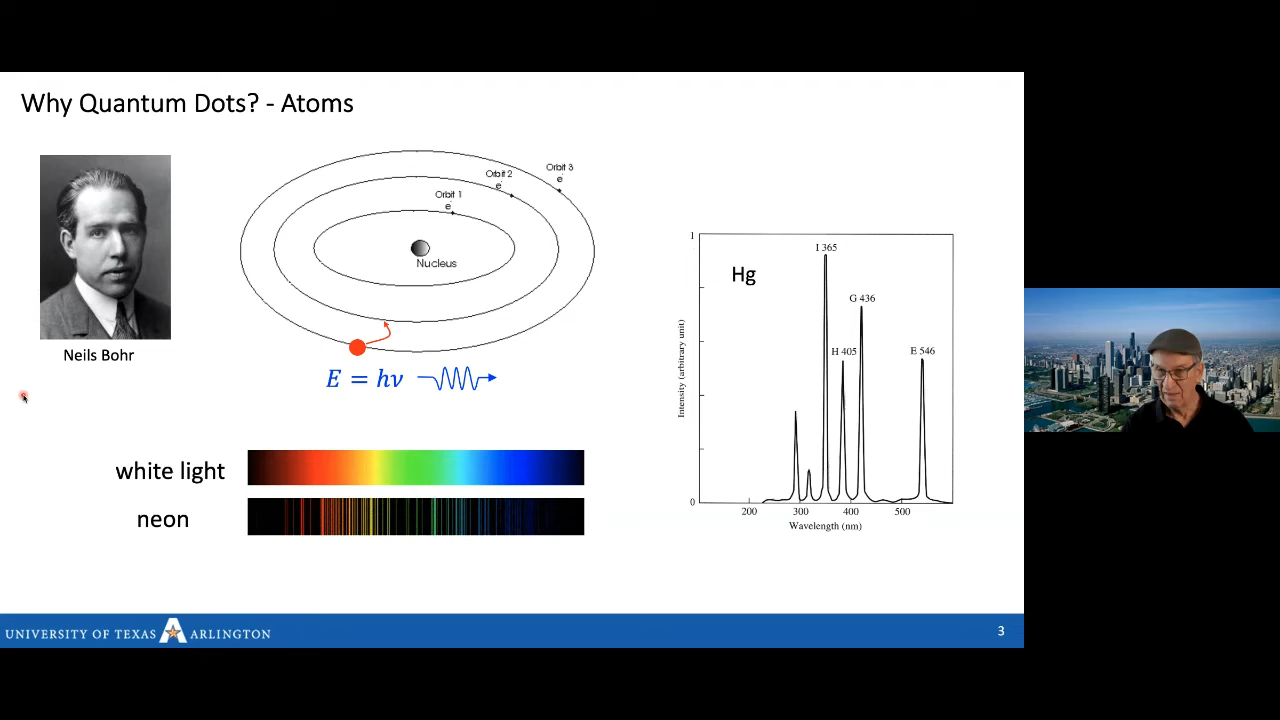 Why Quantum Dots? - Atoms
Orbit 3
e
Orbit 2
e
Orbit 1
e
Nucleus
Neils Bohr
E = hν
white light
neon
1
I 365
Hg
G 436
H 405
E 546
Intensity (arbitrary unit)
0
200
300
400
500
Wavelength (nm)
UNIVERSITY OF TEXAS A ARLINGTON
3